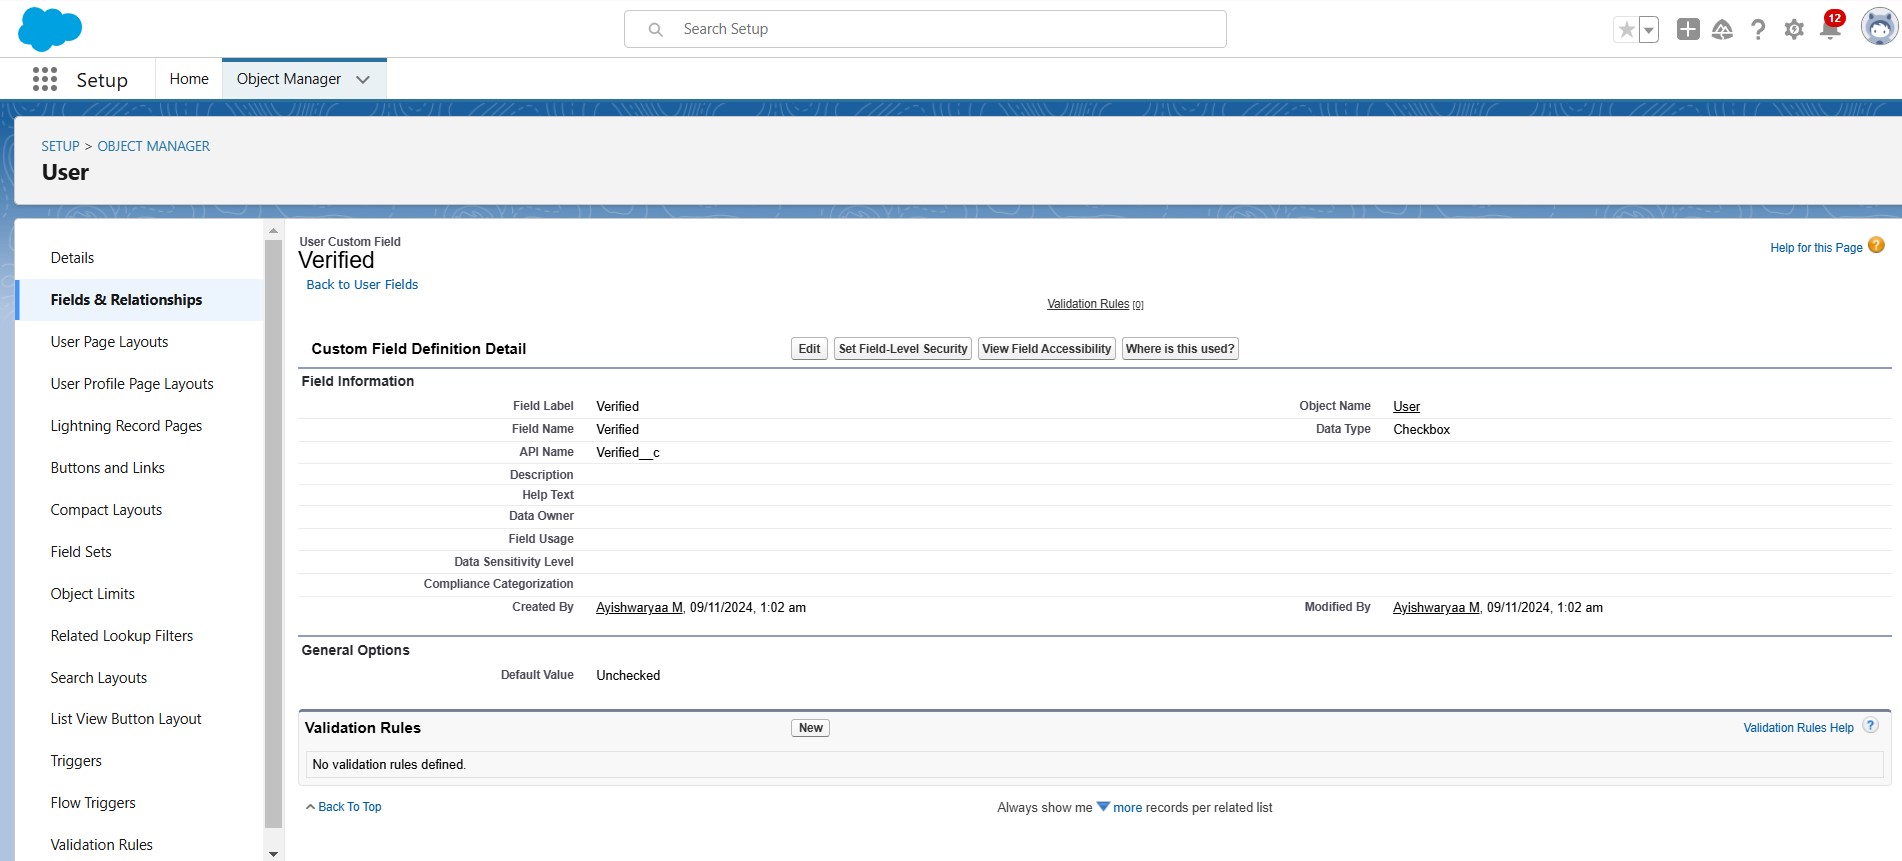 Search Setup
12
Setup
Home
Object Manager
SETUP > OBJECT MANAGER
User
Details
Fields & Relationships
User Page Layouts
User Profile Page Layouts
Lightning Record Pages
Buttons and Links
Compact Layouts
Field Sets
Object Limits
Related Lookup Filters
Search Layouts
List View Button Layout
Triggers
Flow Triggers
Validation Rules
User Custom Field
Verified
Back to User Fields
Help for this Page ?
Validation Rules [0]
Custom Field Definition Detail
Edit
Set Field-Level Security
View Field Accessibility
Where is this used?
Field Information
Field Label Verified Object Name User
Field Name Verified Data Type Checkbox
API Name Verified__c
Description
Help Text
Data Owner
Field Usage
Data Sensitivity Level
Compliance Categorization
Created By Ayishwaryaa M, 09/11/2024, 1:02 am Modified By Ayishwaryaa M, 09/11/2024, 1:02 am
General Options
Default Value Unchecked
Validation Rules New Validation Rules Help ?
No validation rules defined.
Back To Top
Always show me more records per related list